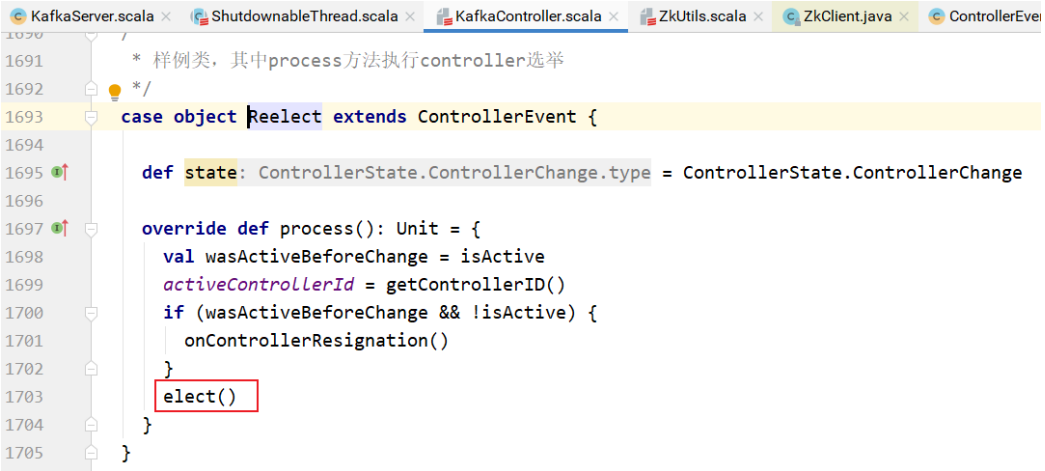 KafkaServer.scala × ShutdownableThread.scala × KafkaController.scala × ZkUtils.scala × ZkClient.java × ControllerEve
1690 /
1691 * 样例类，其中process方法执行controller选举
1692 */
1693 case object Reelect extends ControllerEvent {
1694
1695 def state: ControllerState.ControllerChange.type = ControllerState.ControllerChange
1696
1697 override def process(): Unit = {
1698 val wasActiveBeforeChange = isActive
1699 activeControllerId = getControllerID()
1700 if (wasActiveBeforeChange && !isActive) {
1701 onControllerResignation()
1702 }
1703 elect()
1704 }
1705 }